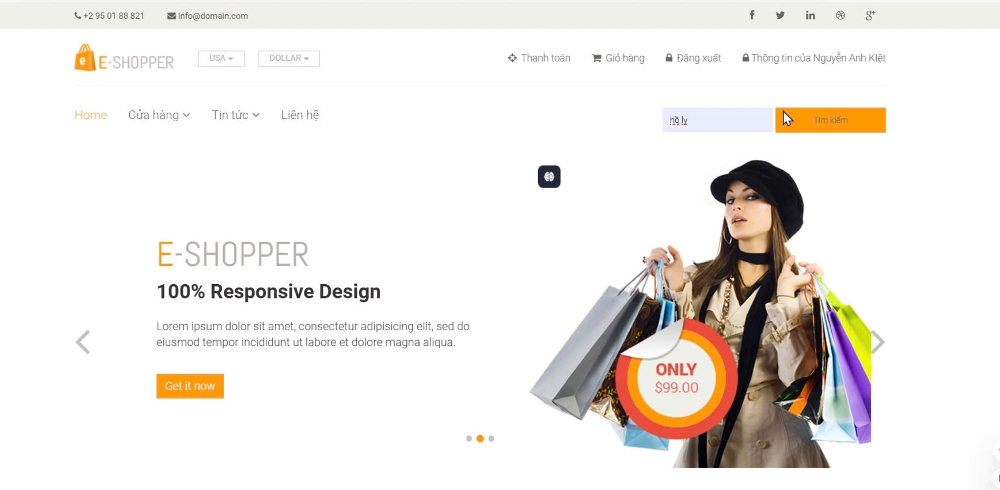 +2 95 01 88 821 info@domain.com
E-SHOPPER USA DOLLAR Thanh toán Giỏ hàng Đăng xuất Thông tin của Nguyễn Anh KIệt
Home Cửa hàng Tin tức Liên hệ hồ ly Tìm kiếm
E-SHOPPER
100% Responsive Design
Lorem ipsum dolor sit amet, consectetur adipisicing elit, sed do
eiusmod tempor incididunt ut labore et dolore magna aliqua.
Get it now
ONLY
$99.00